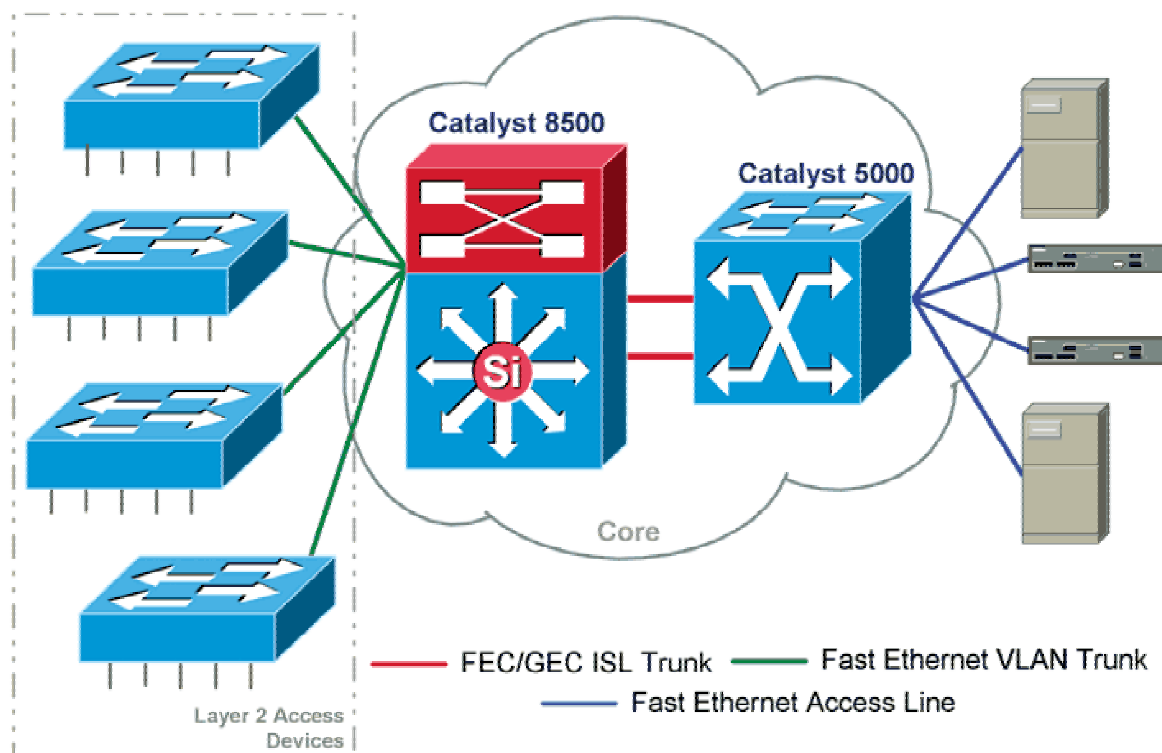 Catalyst 8500
Catalyst 5000
Si
Core
FEC/GEC ISL Trunk
Fast Ethernet VLAN Trunk
Fast Ethernet Access Line
Layer 2 Access
Devices